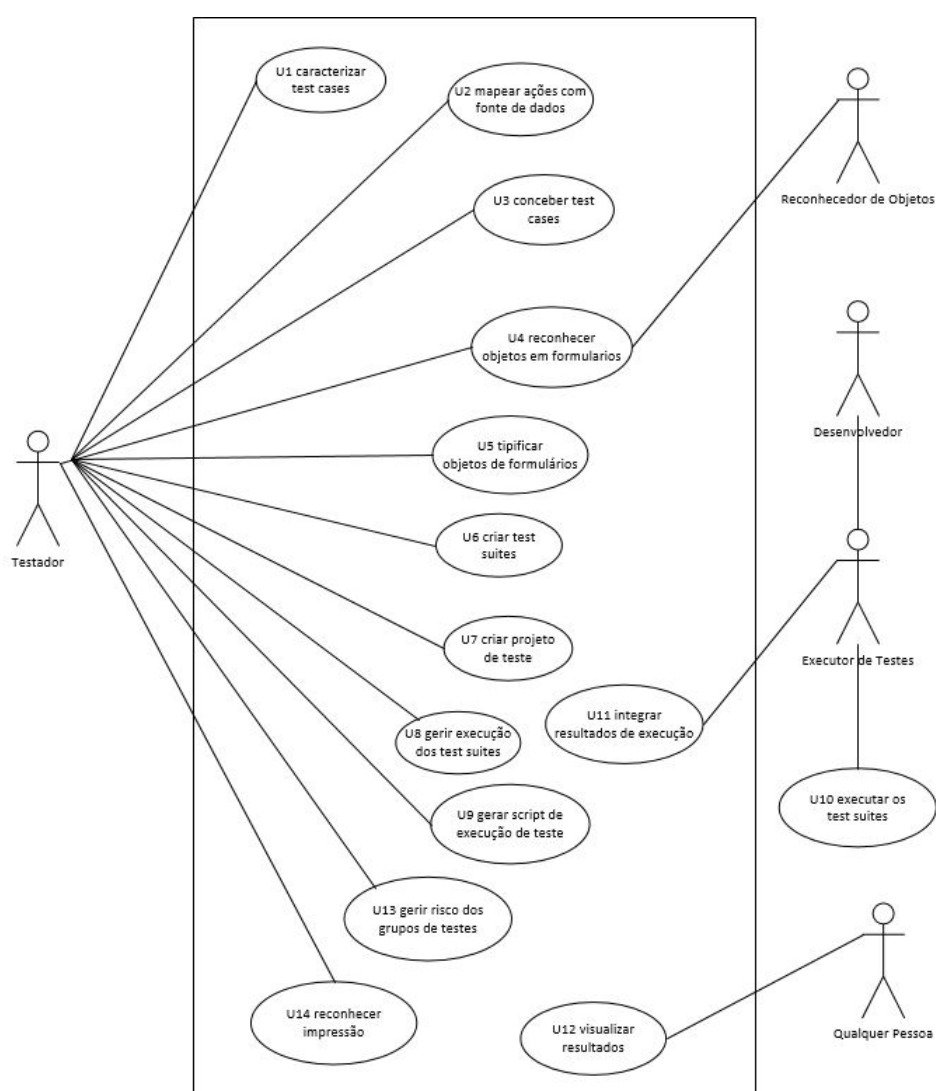 U1 caracterizar
test cases
U2 mapear ações com
fonte de dados
U3 conceber test
cases
Reconhecedor de Objetos
U4 reconhecer
objetos em formularios
Desenvolvedor
U5 tipificar
objetos de formulários
Testador
U6 criar test
suites
U7 criar projeto
de teste
Executor de Testes
U8 gerir execução
dos test suites
U11 integrar
resultados de execução
U9 gerar script de
execução de teste
U10 executar os
test suites
U13 gerir risco dos
grupos de testes
U14 reconhecer
impressão
U12 visualizar
resultados
Qualquer Pessoa